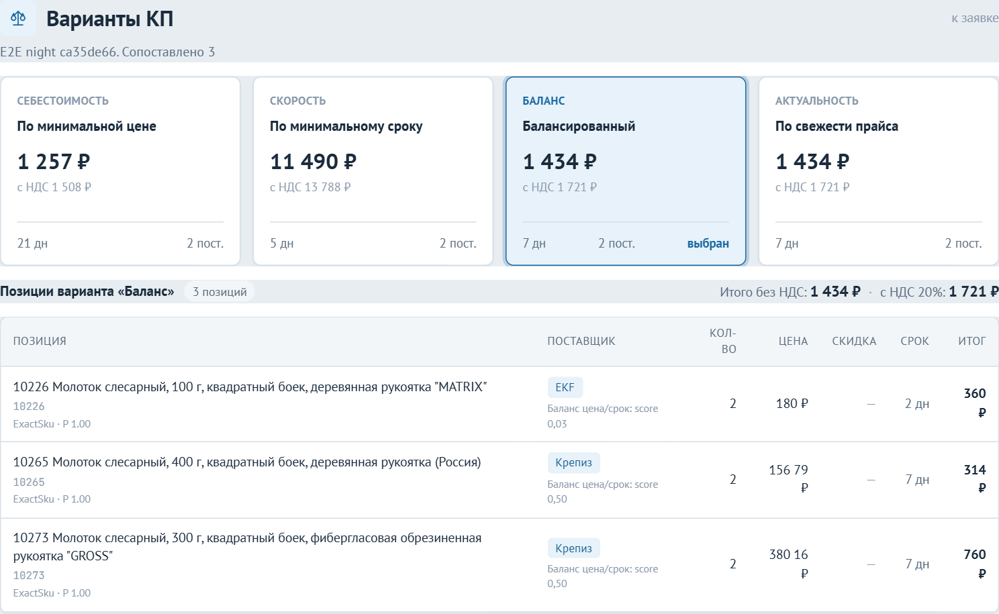 Варианты КП
к заявке
E2E night ca35de66. Сопоставлено 3
СЕБЕСТОИМОСТЬ
По минимальной цене
1 257 ₽
с НДС 1 508 ₽
21 дн
2 пост.
СКОРОСТЬ
По минимальному сроку
11 490 ₽
с НДС 13 788 ₽
5 дн
2 пост.
БАЛАНС
Балансированный
1 434 ₽
с НДС 1 721 ₽
7 дн
2 пост.
выбран
АКТУАЛЬНОСТЬ
По свежести прайса
1 434 ₽
с НДС 1 721 ₽
7 дн
2 пост.
Позиции варианта «Баланс»
3 позиций
Итого без НДС: 1 434 ₽ · с НДС 20%: 1 721 ₽
ПОЗИЦИЯ
ПОСТАВЩИК
КОЛ-
ВО
ЦЕНА
СКИДКА
СРОК
ИТОГ
10226 Молоток слесарный, 100 г, квадратный боек, деревянная рукоятка "MATRIX"
10226
ExactSku · P 1.00
EKF
Баланс цена/срок: score
0,03
2
180 ₽
—
2 дн
360
₽
10265 Молоток слесарный, 400 г, квадратный боек, деревянная рукоятка (Россия)
10265
ExactSku · P 1.00
Крепиз
Баланс цена/срок: score
0,50
2
156 79
₽
—
7 дн
314
₽
10273 Молоток слесарный, 300 г, квадратный боек, фибергласовая обрезиненная
рукоятка "GROSS"
10273
ExactSku · P 1.00
Крепиз
Баланс цена/срок: score
0,50
2
380 16
₽
—
7 дн
760
₽